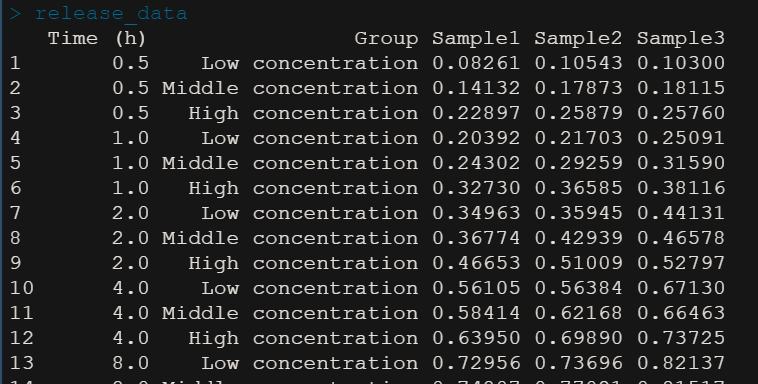 > release_data
Time (h) Group Sample1 Sample2 Sample3
1 0.5 Low concentration 0.08261 0.10543 0.10300
2 0.5 Middle concentration 0.14132 0.17873 0.18115
3 0.5 High concentration 0.22897 0.25879 0.25760
4 1.0 Low concentration 0.20392 0.21703 0.25091
5 1.0 Middle concentration 0.24302 0.29259 0.31590
6 1.0 High concentration 0.32730 0.36585 0.38116
7 2.0 Low concentration 0.34963 0.35945 0.44131
8 2.0 Middle concentration 0.36774 0.42939 0.46578
9 2.0 High concentration 0.46653 0.51009 0.52797
10 4.0 Low concentration 0.56105 0.56384 0.67130
11 4.0 Middle concentration 0.58414 0.62168 0.66463
12 4.0 High concentration 0.63950 0.69890 0.73725
13 8.0 Low concentration 0.72956 0.73696 0.82137